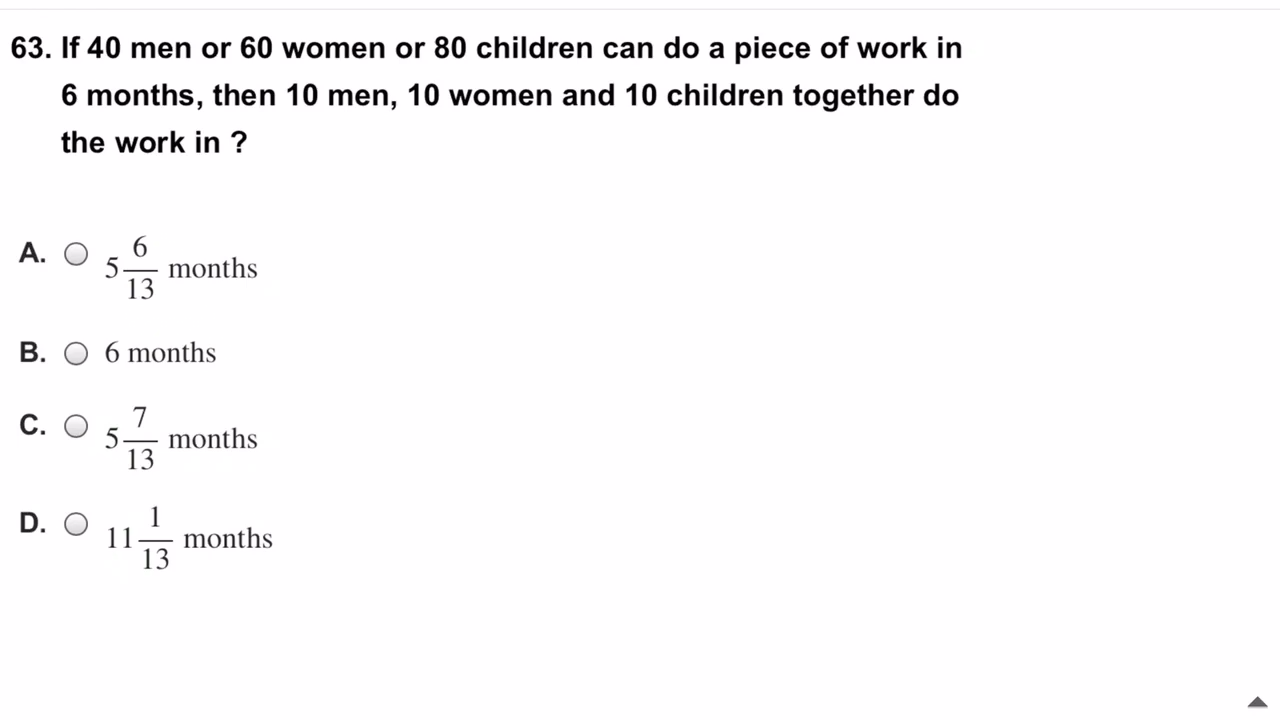 63. If 40 men or 60 women or 80 children can do a piece of work in
6 months, then 10 men, 10 women and 10 children together do
the work in ?
A. 5 6/13 months
B. 6 months
C. 5 7/13 months
D. 11 1/13 months